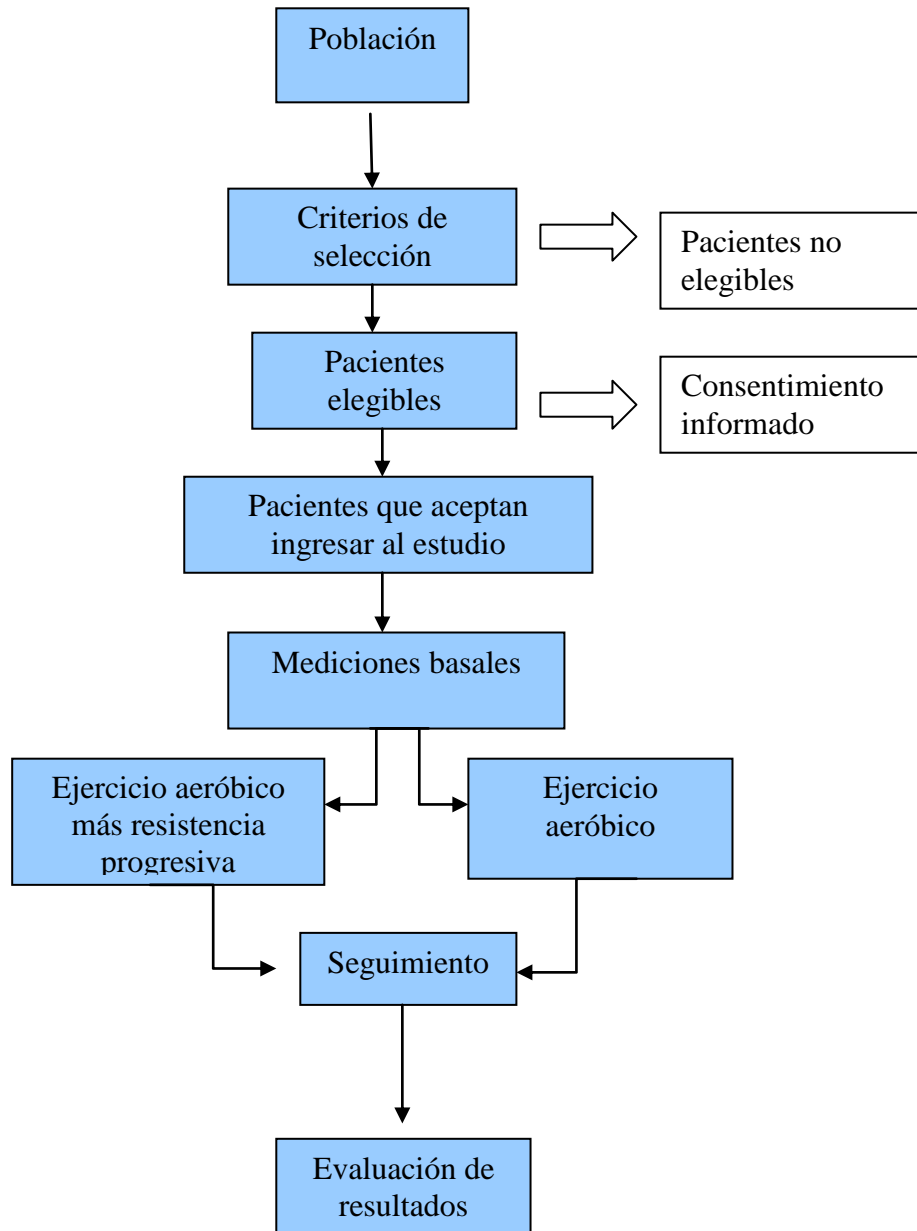 Población
Criterios de
selección
Pacientes no
elegibles
Pacientes
elegibles
Consentimiento
informado
Pacientes que aceptan
ingresar al estudio
Mediciones basales
Ejercicio aeróbico
más resistencia
progresiva
Ejercicio
aeróbico
Seguimiento
Evaluación de
resultados